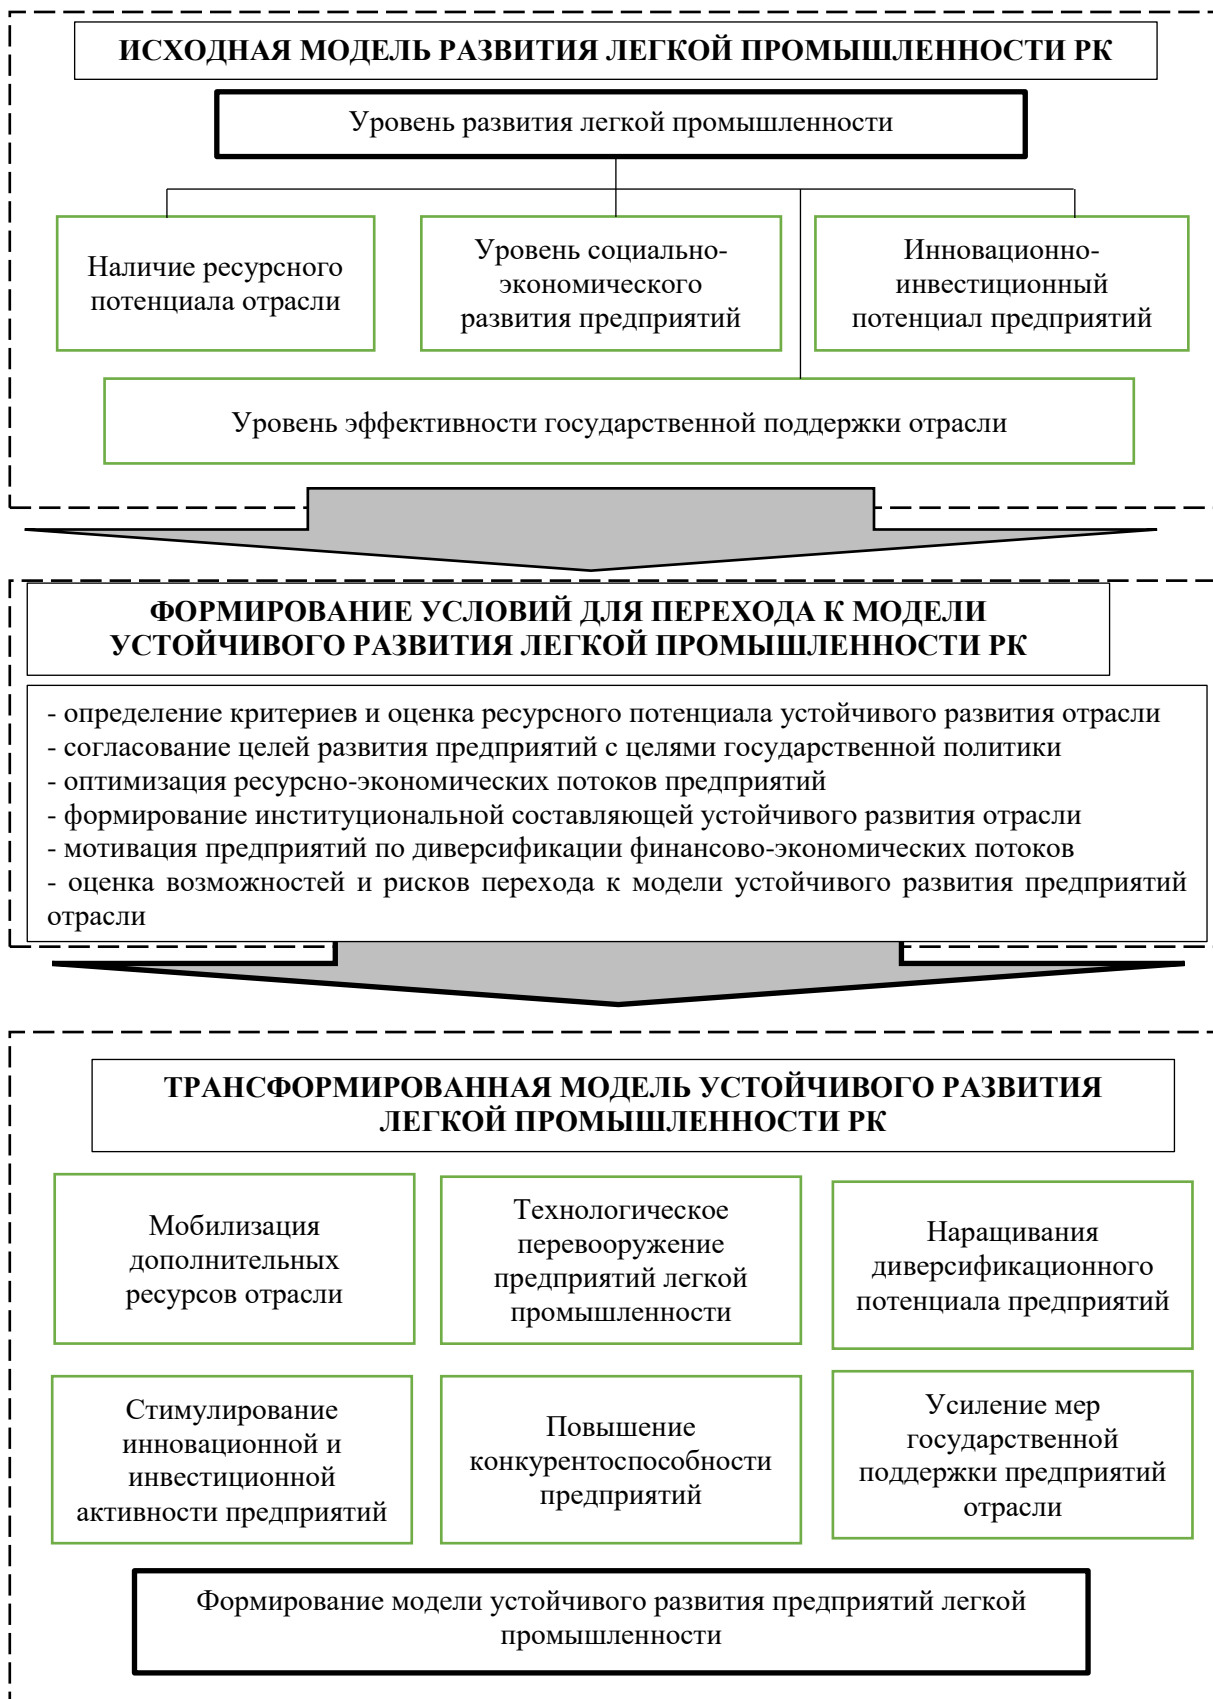 ИСХОДНАЯ МОДЕЛЬ РАЗВИТИЯ ЛЕГКОЙ ПРОМЫШЛЕННОСТИ РК
Уровень развития легкой промышленности
Наличие ресурсного
потенциала отрасли
Уровень социально-
экономического
развития предприятий
Инновационно-
инвестиционный
потенциал предприятий
Уровень эффективности государственной поддержки отрасли
ФОРМИРОВАНИЕ УСЛОВИЙ ДЛЯ ПЕРЕХОДА К МОДЕЛИ
УСТОЙЧИВОГО РАЗВИТИЯ ЛЕГКОЙ ПРОМЫШЛЕННОСТИ РК
- определение критериев и оценка ресурсного потенциала устойчивого развития отрасли
- согласование целей развития предприятий с целями государственной политики
- оптимизация ресурсно-экономических потоков предприятий
- формирование институциональной составляющей устойчивого развития отрасли
- мотивация предприятий по диверсификации финансово-экономических потоков
- оценка возможностей и рисков перехода к модели устойчивого развития предприятий
отрасли
ТРАНСФОРМИРОВАННАЯ МОДЕЛЬ УСТОЙЧИВОГО РАЗВИТИЯ
ЛЕГКОЙ ПРОМЫШЛЕННОСТИ РК
Мобилизация
дополнительных
ресурсов отрасли
Технологическое
перевооружение
предприятий легкой
промышленности
Наращивания
диверсификационного
потенциала предприятий
Стимулирование
инновационной и
инвестиционной
активности предприятий
Повышение
конкурентоспособности
предприятий
Усиление мер
государственной
поддержки предприятий
отрасли
Формирование модели устойчивого развития предприятий легкой
промышленности